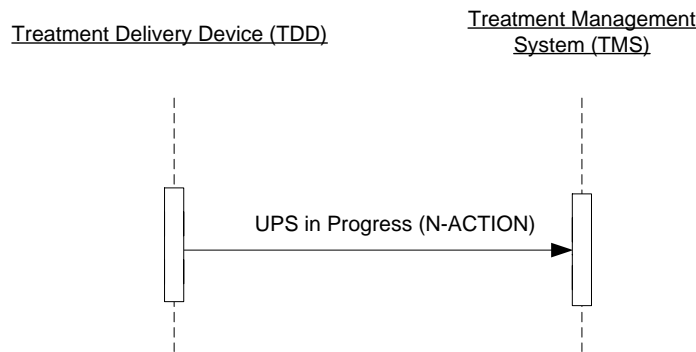 Treatment Delivery Device (TDD)
Treatment Management
System (TMS)
UPS in Progress (N-ACTION)